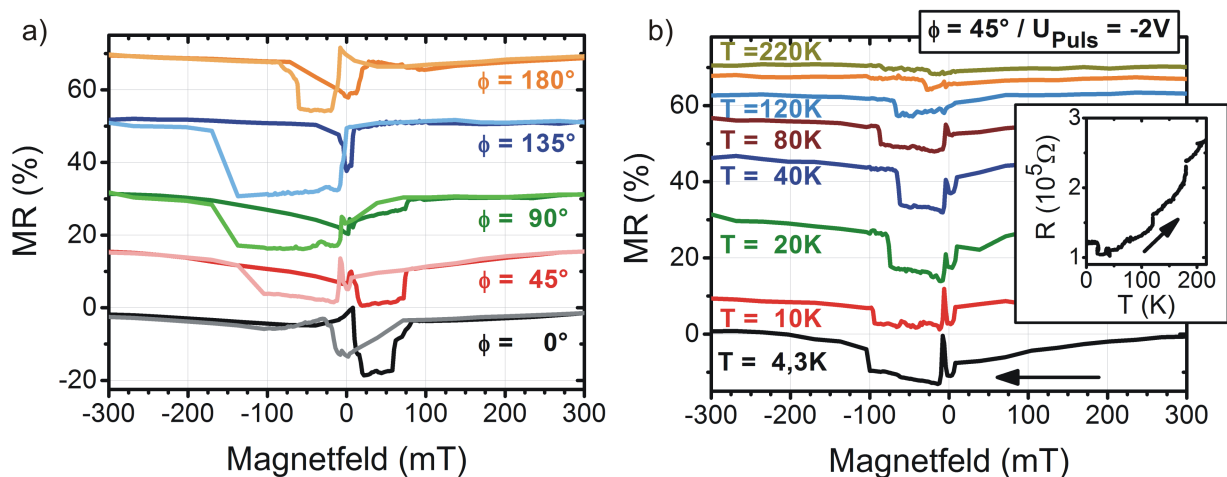 a)
MR (%)
60
40
20
0
-20
ϕ = 180°
ϕ = 135°
ϕ = 90°
ϕ = 45°
ϕ = 0°
-300 -200 -100 0 100 200 300
Magnetfeld (mT)
b)
ϕ = 45° / U_Puls = -2V
MR (%)
60
40
20
0
T = 220K
T = 120K
T = 80K
T = 40K
T = 20K
T = 10K
T = 4,3K
-300 -200 -100 0 100 200 300
Magnetfeld (mT)
R (10⁵Ω)
3
2
1
0 100 200
T (K)